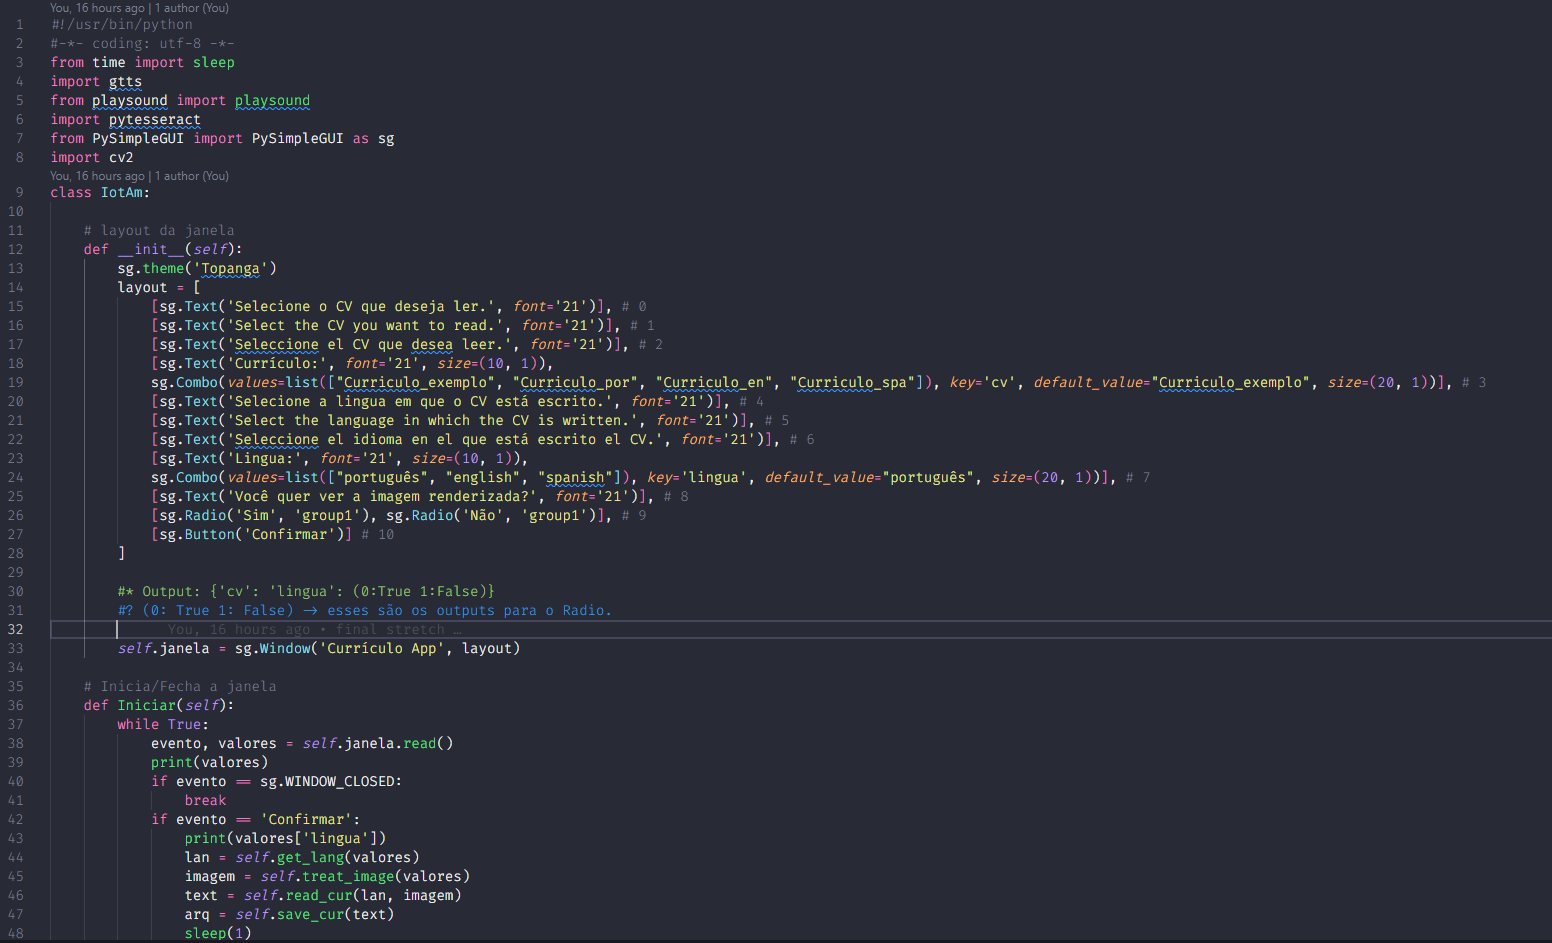 You, 16 hours ago | 1 author (You)
1 #!/usr/bin/python
2 #-*- coding: utf-8 -*-
3 from time import sleep
4 import gtts
5 from playsound import playsound
6 import pytesseract
7 from PySimpleGUI import PySimpleGUI as sg
8 import cv2
You, 16 hours ago | 1 author (You)
9 class IotAm:
10
11 # layout da janela
12 def __init__(self):
13 sg.theme('Topanga')
14 layout = [
15 [sg.Text('Selecione o CV que deseja ler.', font='21')], # 0
16 [sg.Text('Select the CV you want to read.', font='21')], # 1
17 [sg.Text('Seleccione el CV que desea leer.', font='21')], # 2
18 [sg.Text('Currículo:', font='21', size=(10, 1)),
19 sg.Combo(values=list(["Curriculo_exemplo", "Curriculo_por", "Curriculo_en", "Curriculo_spa"]), key='cv', default_value="Curriculo_exemplo", size=(20, 1))], # 3
20 [sg.Text('Selecione a lingua em que o CV está escrito.', font='21')], # 4
21 [sg.Text('Select the language in which the CV is written.', font='21')], # 5
22 [sg.Text('Seleccione el idioma en el que está escrito el CV.', font='21')], # 6
23 [sg.Text('Lingua:', font='21', size=(10, 1)),
24 sg.Combo(values=list(["português", "english", "spanish"]), key='lingua', default_value="português", size=(20, 1))], # 7
25 [sg.Text('Você quer ver a imagem renderizada?', font='21')], # 8
26 [sg.Radio('Sim', 'group1'), sg.Radio('Não', 'group1')], # 9
27 [sg.Button('Confirmar')] # 10
28 ]
29
30 #* Output: {'cv': 'lingua': (0:True 1:False)}
31 #? (0: True 1: False) → esses são os outputs para o Radio.
32 You, 16 hours ago • final stretch …
33 self.janela = sg.Window('Currículo App', layout)
34
35 # Inicia/Fecha a janela
36 def Iniciar(self):
37 while True:
38 evento, valores = self.janela.read()
39 print(valores)
40 if evento == sg.WINDOW_CLOSED:
41 break
42 if evento == 'Confirmar':
43 print(valores['lingua'])
44 lan = self.get_lang(valores)
45 imagem = self.treat_image(valores)
46 text = self.read_cur(lan, imagem)
47 arq = self.save_cur(text)
48 sleep(1)